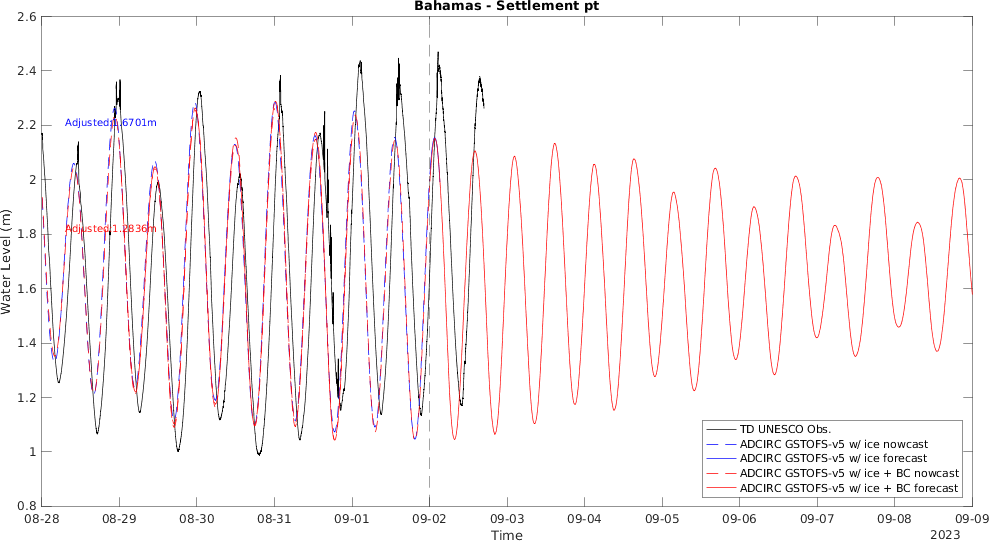 Bahamas - Settlement pt
2.6
2.4
2.2
2
1.8
1.6
1.4
1.2
1
0.8
Water Level (m)
Adjusted:1.6701m
Adjusted:1.2836m
TD UNESCO Obs.
ADCIRC GSTOFS-v5 w/ ice nowcast
ADCIRC GSTOFS-v5 w/ ice forecast
ADCIRC GSTOFS-v5 w/ ice + BC nowcast
ADCIRC GSTOFS-v5 w/ ice + BC forecast
08-28 08-29 08-30 08-31 09-01 09-02 09-03 09-04 09-05 09-06 09-07 09-08 09-09
Time
2023